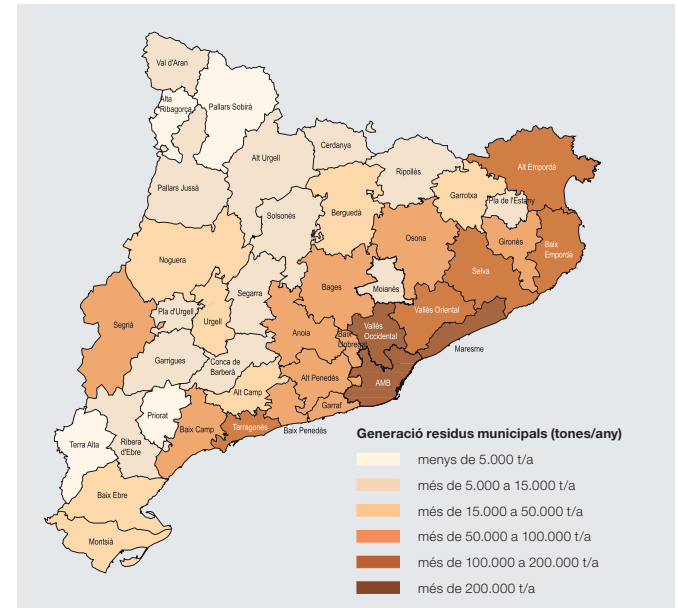 Val d'Aran
Alta
Ribagorça
Pallars Sobirà
Cerdanya
Alt Urgell
Ripollès
Alt Empordà
Pallars Jussà
Garrotxa
Pla de l'Estany
Solsonès
Berguedà
Osona
Gironès
Baix
Empordà
Noguera
Selva
Bages
Moianès
Segarra
Vallès Oriental
Pla d'Urgell
Urgell
Segrià
Anoia
Baix
Llobregat
Vallès
Occidental
Maresme
Garrigues
Conca de
Barberà
Alt Penedès
AMB
Alt Camp
Garraf
Priorat
Baix Camp
Tarragonés
Baix Penedès
Terra Alta
Ribera
d'Ebre
Baix Ebre
Montsià
Generació residus municipals (tones/any)
menys de 5.000 t/a
més de 5.000 a 15.000 t/a
més de 15.000 a 50.000 t/a
més de 50.000 a 100.000 t/a
més de 100.000 a 200.000 t/a
més de 200.000 t/a